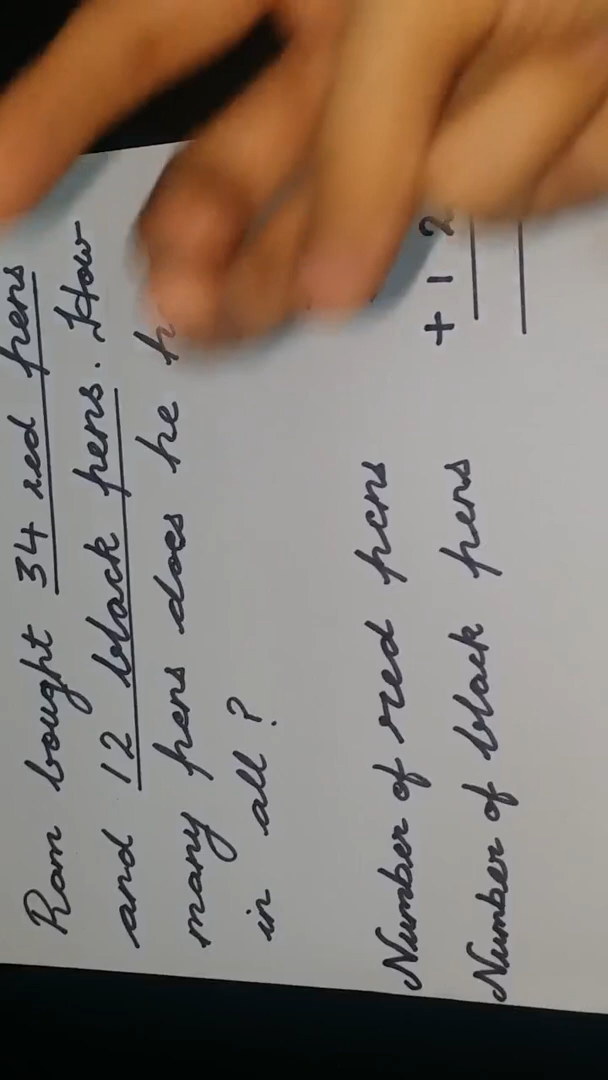 Ram bought 34 red pens
and 12 black pens. How
many pens does he
in all?
Number of red pens
Number of black pens + 12